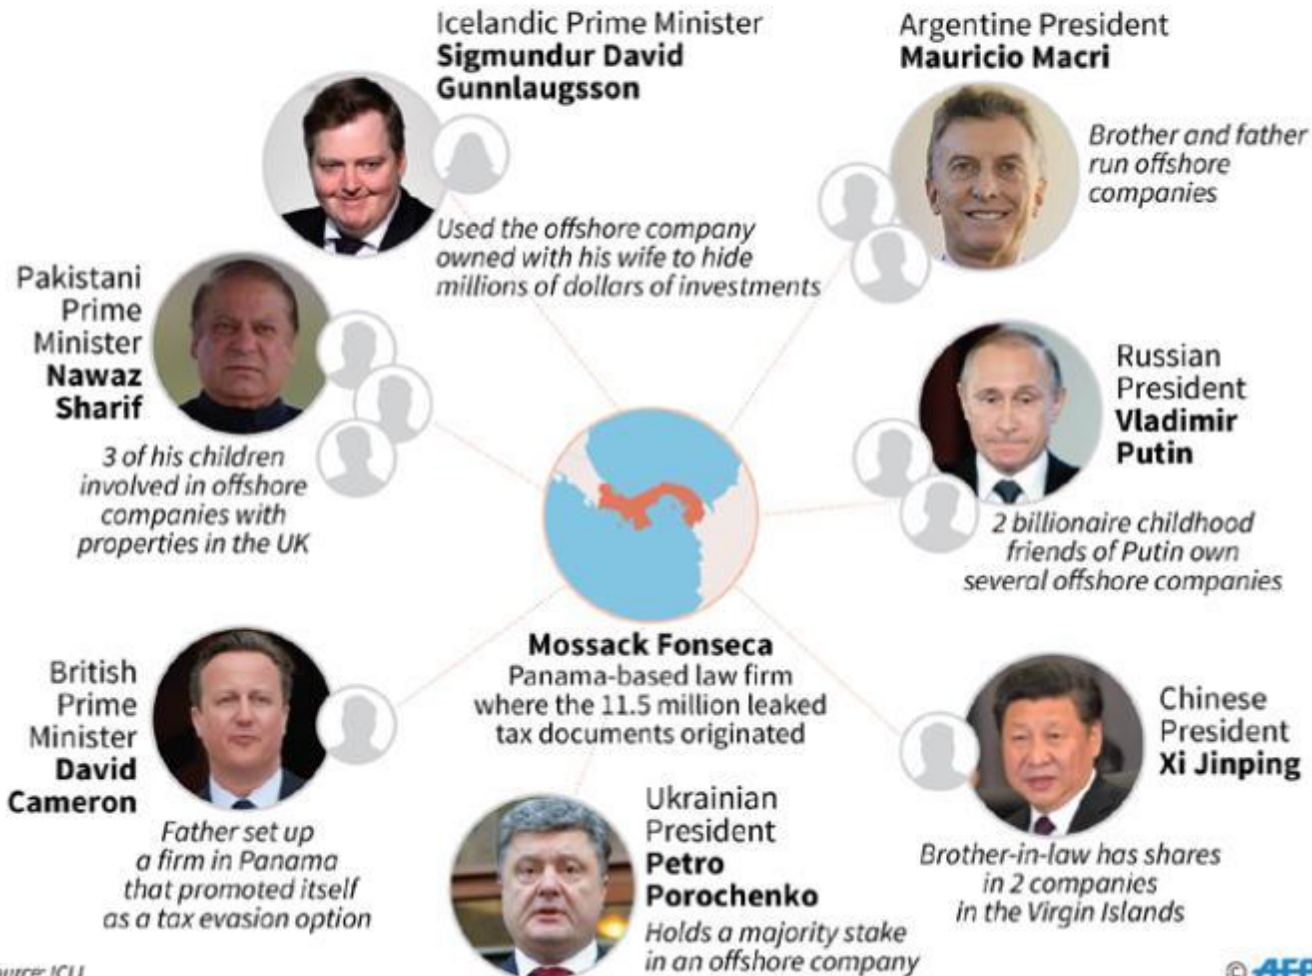 Icelandic Prime Minister
Sigmundur David
Gunnlaugsson
Used the offshore company
owned with his wife to hide
millions of dollars of investments
Argentine President
Mauricio Macri
Brother and father
run offshore
companies
Pakistani
Prime
Minister
Nawaz
Sharif
3 of his children
involved in offshore
companies with
properties in the UK
Russian
President
Vladimir
Putin
2 billionaire childhood
friends of Putin own
several offshore companies
Mossack Fonseca
Panama-based law firm
where the 11.5 million leaked
tax documents originated
British
Prime
Minister
David
Cameron
Father set up
a firm in Panama
that promoted itself
as a tax evasion option
Ukrainian
President
Petro
Porochenko
Holds a majority stake
in an offshore company
Chinese
President
Xi Jinping
Brother-in-law has shares
in 2 companies
in the Virgin Islands
© AFP